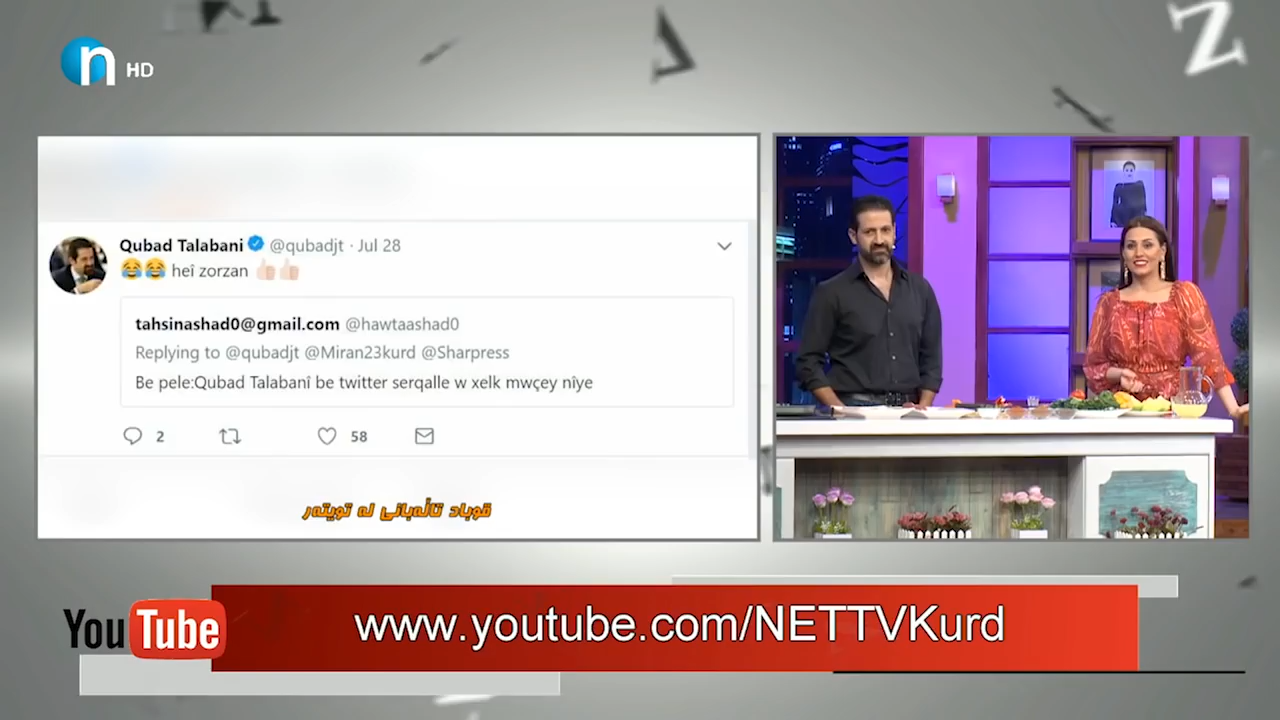 n HD
Z
Qubad Talabani @qubadjt · Jul 28
😂😂 heî zorzan 👍🏻👍🏻
tahsinashad0@gmail.com @hawtaashad0
Replying to @qubadjt @Miran23kurd @Sharpress
Be pele:Qubad Talabanî be twitter serqalle w xelk mwçey nîye
2
58
قوباد تاڵەبانی لە تویتەر
YouTube
www.youtube.com/NETTVKurd